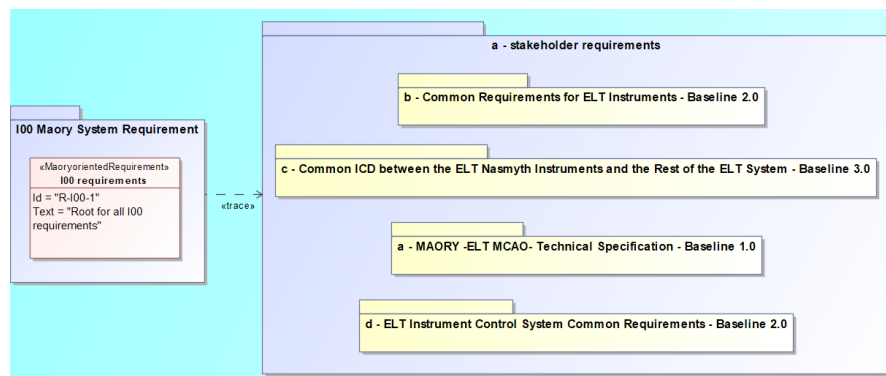 a - stakeholder requirements
b - Common Requirements for ELT Instruments - Baseline 2.0
I00 Maory System Requirement
«MaoryorientedRequirement»
I00 requirements
Id = "R-I00-1"
Text = "Root for all I00
requirements"
«trace»
c - Common ICD between the ELT Nasmyth Instruments and the Rest of the ELT System - Baseline 3.0
a - MAORY -ELT MCAO- Technical Specification - Baseline 1.0
d - ELT Instrument Control System Common Requirements - Baseline 2.0